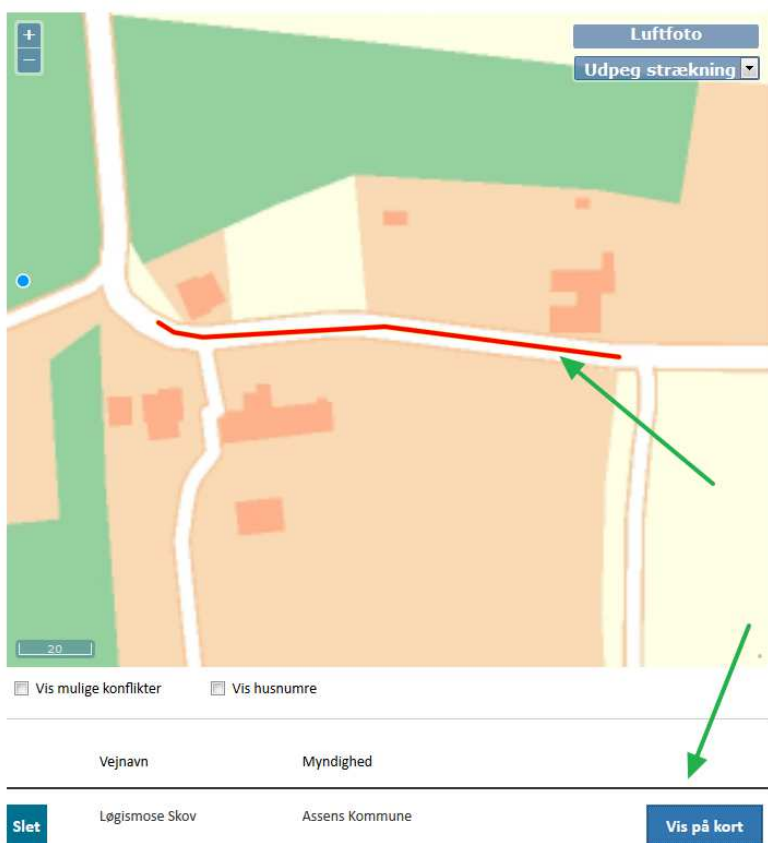 +
Luftfoto
−
Udpeg strækning
20
Vis mulige konflikter
Vis husnumre
Vejnavn
Myndighed
Slet
Løgismose Skov
Assens Kommune
Vis på kort